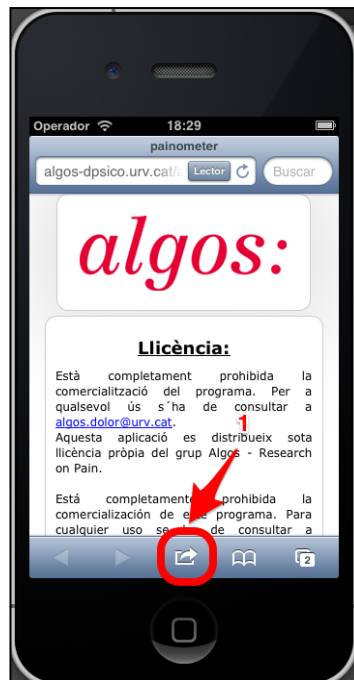 Operador 18:29
painometer
algos-dpsico.urv.cat/ Lector Buscar
algos:
Llicència:
Està completament prohibida la
comercialització del programa. Per a
qualsevol ús s´ha de consultar a
algos.dolor@urv.cat. 1
Aquesta aplicació es distribueix sota
llicència pròpia del grup Algos - Research
on Pain.
Está completamente prohibida la
comercialización de este programa. Para
cualquier uso se de consultar a
2